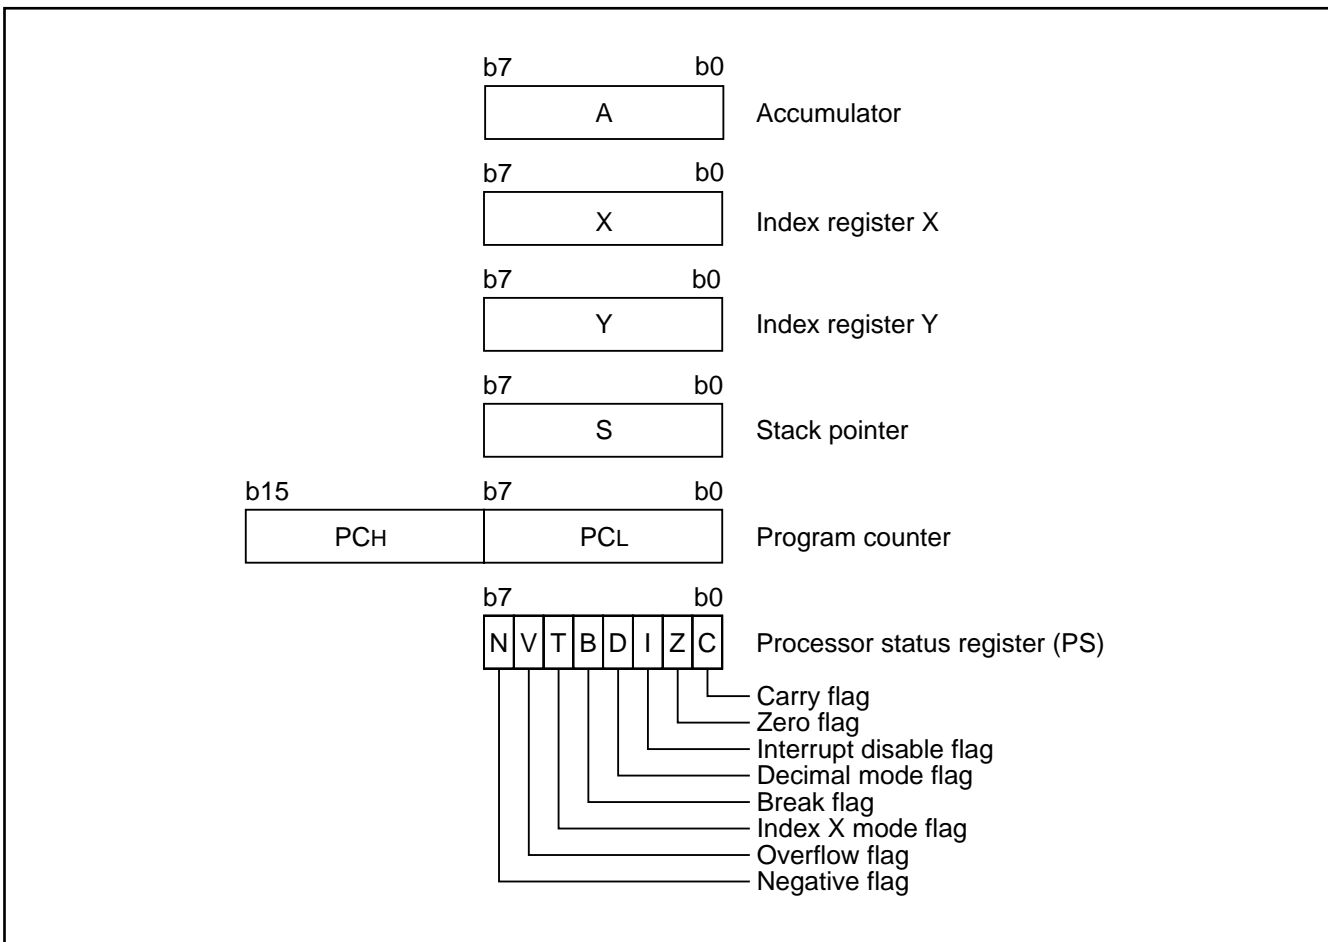 b7 b0
A Accumulator
b7 b0
X Index register X
b7 b0
Y Index register Y
b7 b0
S Stack pointer
b15 b7 b0
PCH PCL Program counter
b7 b0
N V T B D I Z C Processor status register (PS)
Carry flag
Zero flag
Interrupt disable flag
Decimal mode flag
Break flag
Index X mode flag
Overflow flag
Negative flag